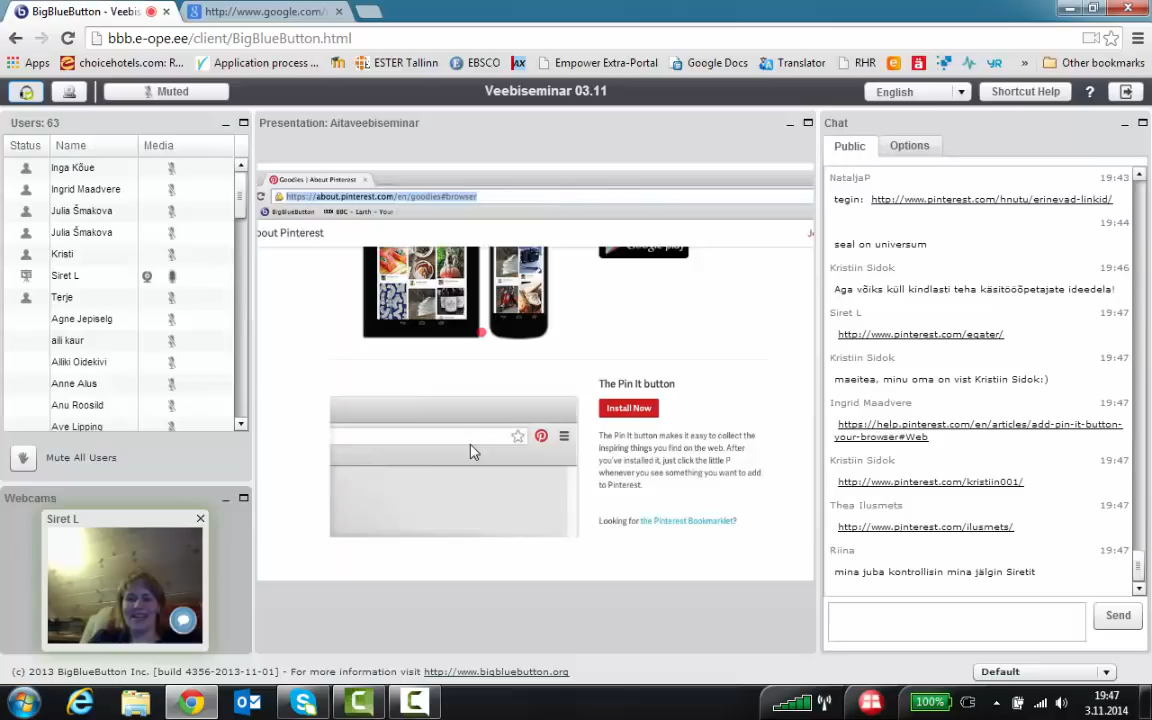 BigBlueButton - Veebis
http://www.google.com/
bbb.e-ope.ee/client/BigBlueButton.html
Apps
choicehotels.com: R...
Application process ...
ESTER Tallinn
EBSCO
Empower Extra-Portal
Google Docs
Translator
RHR
YR
»
Other bookmarks
Muted
Veebiseminar 03.11
English
Shortcut Help
?
Users: 63
Status
Name
Media
Inga Kõue
Ingrid Maadvere
Julia Šmakova
Julia Šmakova
Kristi
Siret L
Terje
Agne Jepiselg
aili kaur
Alliki Oidekivi
Anne Alus
Anu Roosild
Ave Lipping
Mute All Users
Webcams
Siret L
Presentation: Aitaveebiseminar
Goodies | About Pinterest
https://about.pinterest.com/en/goodies#browser
BigBlueButton
BBC - Earth - Your
bout Pinterest
Google play
The Pin It button
Install Now
The Pin It button makes it easy to collect the
inspiring things you find on the web. After
you've installed it, just click the little P
whenever you see something you want to add
to Pinterest.
Looking for the Pinterest Bookmarklet?
Chat
Public
Options
NataljaP 19:43
tegin: http://www.pinterest.com/hnutu/erinevad-linkid/
19:44
seal on universum
Kristiin Sidok 19:46
Aga võiks küll kindlasti teha käsitööõpetajate ideedela!
Siret L 19:47
http://www.pinterest.com/egater/
Kristiin Sidok 19:47
maeitea, minu oma on vist Kristiin Sidok:)
Ingrid Maadvere 19:47
https://help.pinterest.com/en/articles/add-pin-it-button-
your-browser#Web
Kristiin Sidok 19:47
http://www.pinterest.com/kristiin001/
Thea Ilusmets 19:47
http://www.pinterest.com/ilusmets/
Riina 19:47
mina juba kontrollisin mina jälgin Siretit
Send
(c) 2013 BigBlueButton Inc. [build 4356-2013-11-01] - For more information visit http://www.bigbluebutton.org
Default
100%
19:47
3.11.2014